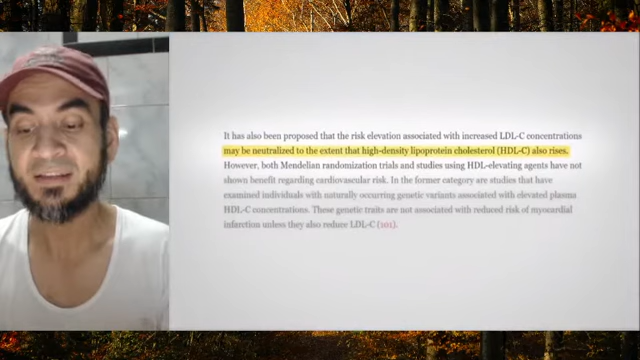 It has also been proposed that the risk elevation associated with increased LDL-C concentrations
may be neutralized to the extent that high-density lipoprotein cholesterol (HDL-C) also rises.
However, both Mendelian randomization trials and studies using HDL-elevating agents have not
shown benefit regarding cardiovascular risk. In the former category are studies that have
examined individuals with naturally occurring genetic variants associated with elevated plasma
HDL-C concentrations. These genetic traits are not associated with reduced risk of myocardial
infarction unless they also reduce LDL-C (101).